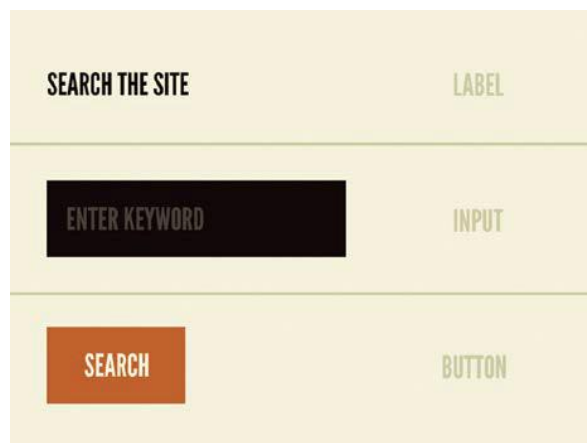 SEARCH THE SITE LABEL
ENTER KEYWORD INPUT
SEARCH BUTTON